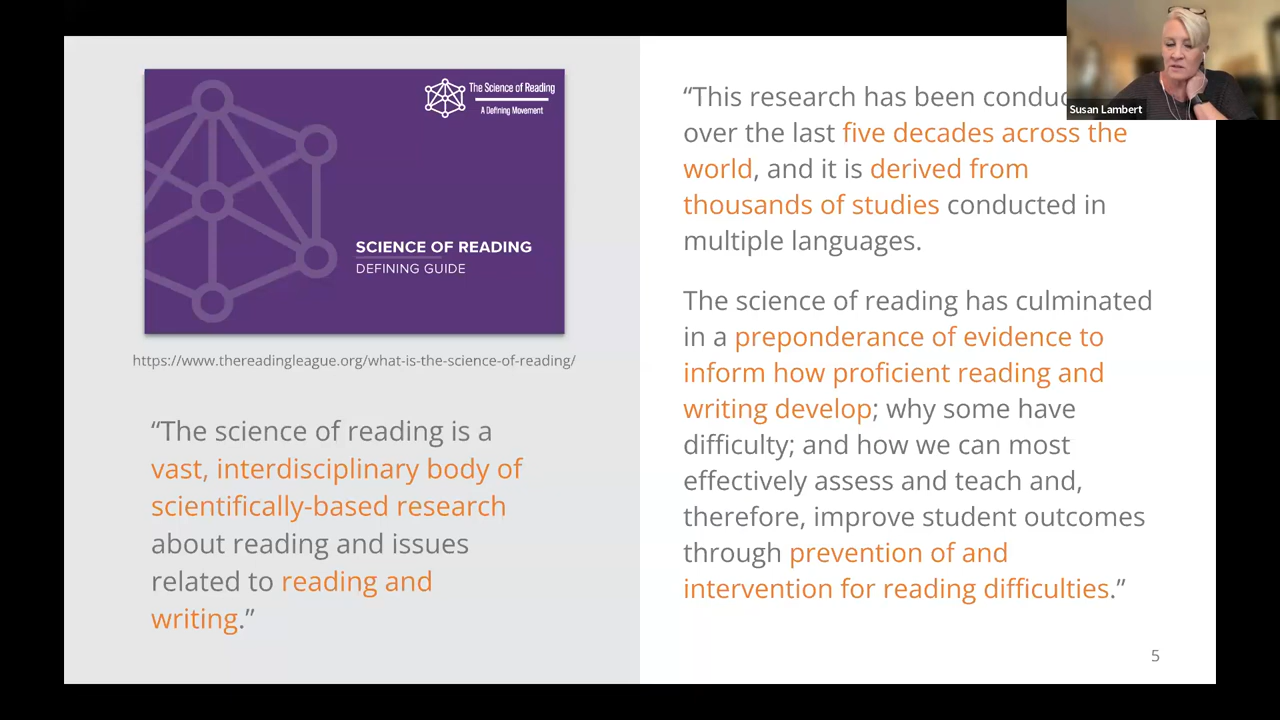 The Science of Reading
A Defining Movement
SCIENCE OF READING
DEFINING GUIDE
https://www.thereadingleague.org/what-is-the-science-of-reading/
“The science of reading is a
vast, interdisciplinary body of
scientifically-based research
about reading and issues
related to reading and
writing.”
“This research has been
over the last five decades across the
world, and it is derived from
thousands of studies conducted in
multiple languages.
The science of reading has culminated
in a preponderance of evidence to
inform how proficient reading and
writing develop; why some have
difficulty; and how we can most
effectively assess and teach and,
therefore, improve student outcomes
through prevention of and
intervention for reading difficulties.”
5
Susan Lambert